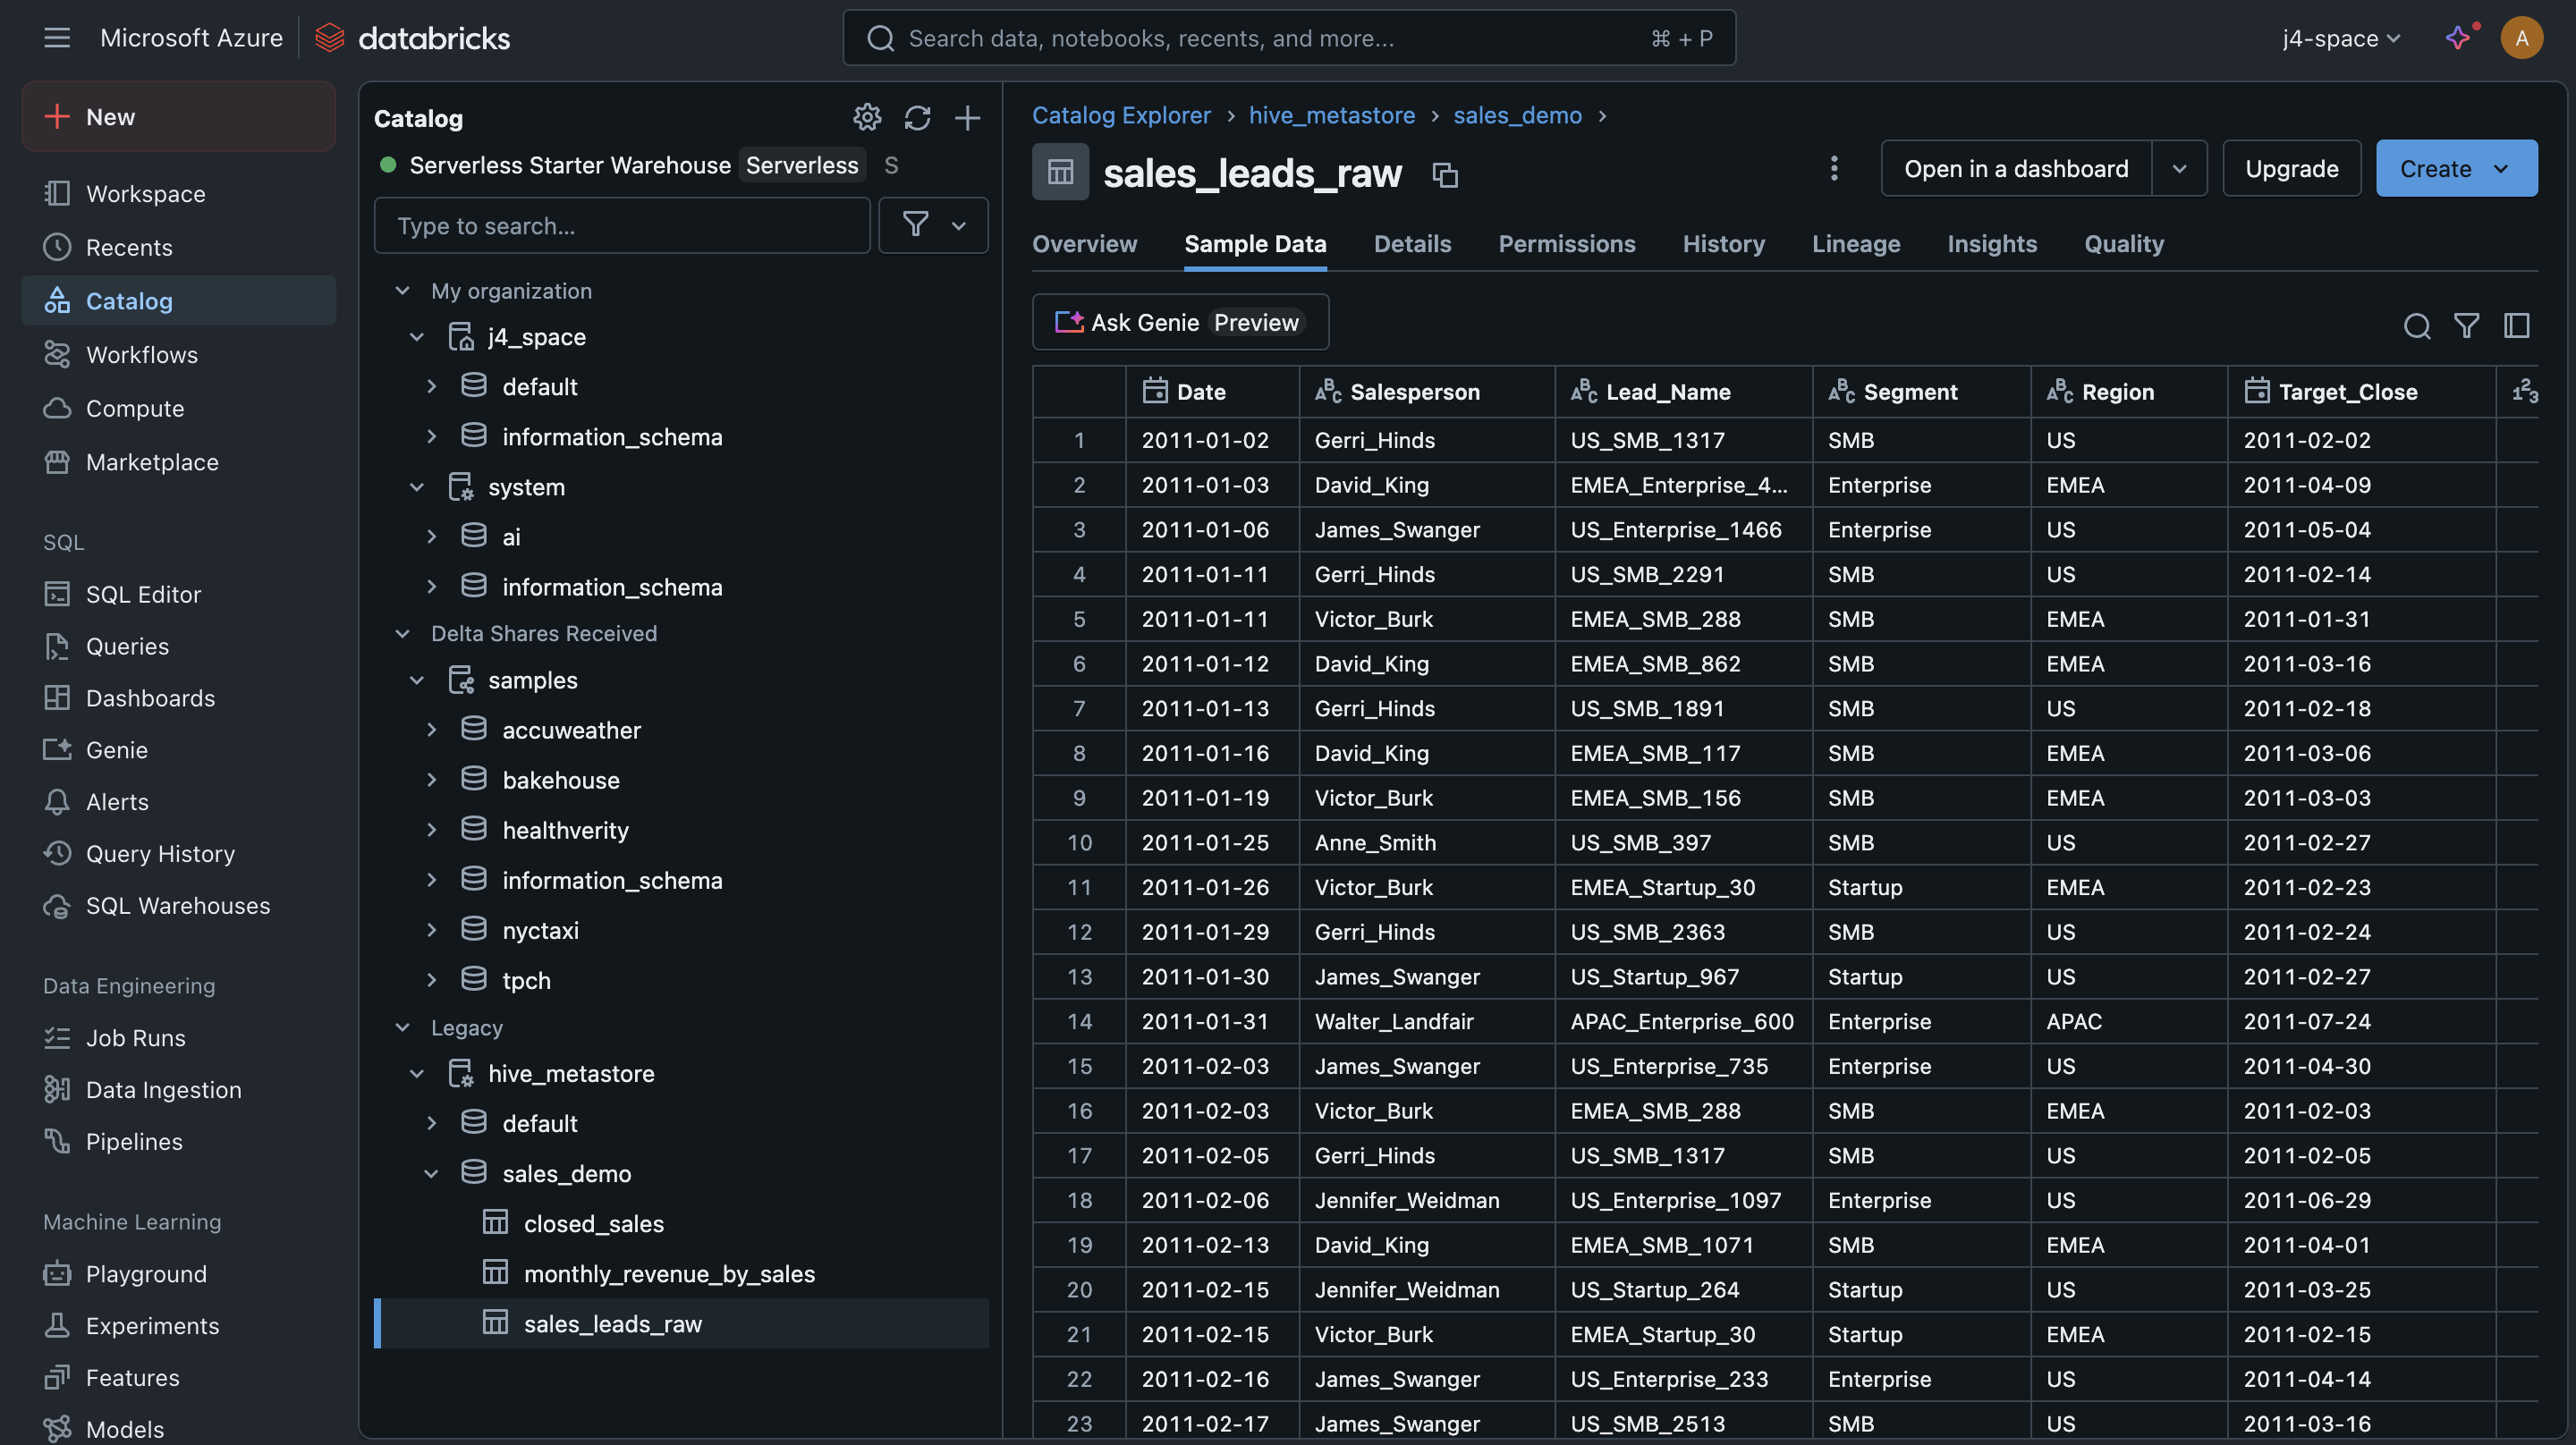 Microsoft Azure databricks
Search data, notebooks, recents, and more... ⌘ + P
j4-space
A
New
Workspace
Recents
Catalog
Workflows
Compute
Marketplace
SQL
SQL Editor
Queries
Dashboards
Genie
Alerts
Query History
SQL Warehouses
Data Engineering
Job Runs
Data Ingestion
Pipelines
Machine Learning
Playground
Experiments
Features
Models
Catalog
Serverless Starter Warehouse Serverless S
Type to search...
My organization
j4_space
default
information_schema
system
ai
information_schema
Delta Shares Received
samples
accuweather
bakehouse
healthverity
information_schema
nyctaxi
tpch
Legacy
hive_metastore
default
sales_demo
closed_sales
monthly_revenue_by_sales
sales_leads_raw
Catalog Explorer > hive_metastore > sales_demo >
sales_leads_raw
Open in a dashboard
Upgrade
Create
Overview Sample Data Details Permissions History Lineage Insights Quality
Ask Genie Preview
Date Salesperson Lead_Name Segment Region Target_Close
1 2011-01-02 Gerri_Hinds US_SMB_1317 SMB US 2011-02-02
2 2011-01-03 David_King EMEA_Enterprise_4... Enterprise EMEA 2011-04-09
3 2011-01-06 James_Swanger US_Enterprise_1466 Enterprise US 2011-05-04
4 2011-01-11 Gerri_Hinds US_SMB_2291 SMB US 2011-02-14
5 2011-01-11 Victor_Burk EMEA_SMB_288 SMB EMEA 2011-01-31
6 2011-01-12 David_King EMEA_SMB_862 SMB EMEA 2011-03-16
7 2011-01-13 Gerri_Hinds US_SMB_1891 SMB US 2011-02-18
8 2011-01-16 David_King EMEA_SMB_117 SMB EMEA 2011-03-06
9 2011-01-19 Victor_Burk EMEA_SMB_156 SMB EMEA 2011-03-03
10 2011-01-25 Anne_Smith US_SMB_397 SMB US 2011-02-27
11 2011-01-26 Victor_Burk EMEA_Startup_30 Startup EMEA 2011-02-23
12 2011-01-29 Gerri_Hinds US_SMB_2363 SMB US 2011-02-24
13 2011-01-30 James_Swanger US_Startup_967 Startup US 2011-02-27
14 2011-01-31 Walter_Landfair APAC_Enterprise_600 Enterprise APAC 2011-07-24
15 2011-02-03 James_Swanger US_Enterprise_735 Enterprise US 2011-04-30
16 2011-02-03 Victor_Burk EMEA_SMB_288 SMB EMEA 2011-02-03
17 2011-02-05 Gerri_Hinds US_SMB_1317 SMB US 2011-02-05
18 2011-02-06 Jennifer_Weidman US_Enterprise_1097 Enterprise US 2011-06-29
19 2011-02-13 David_King EMEA_SMB_1071 SMB EMEA 2011-04-01
20 2011-02-15 Jennifer_Weidman US_Startup_264 Startup US 2011-03-25
21 2011-02-15 Victor_Burk EMEA_Startup_30 Startup EMEA 2011-02-15
22 2011-02-16 James_Swanger US_Enterprise_233 Enterprise US 2011-04-14
23 2011-02-17 James_Swanger US_SMB_2513 SMB US 2011-03-16